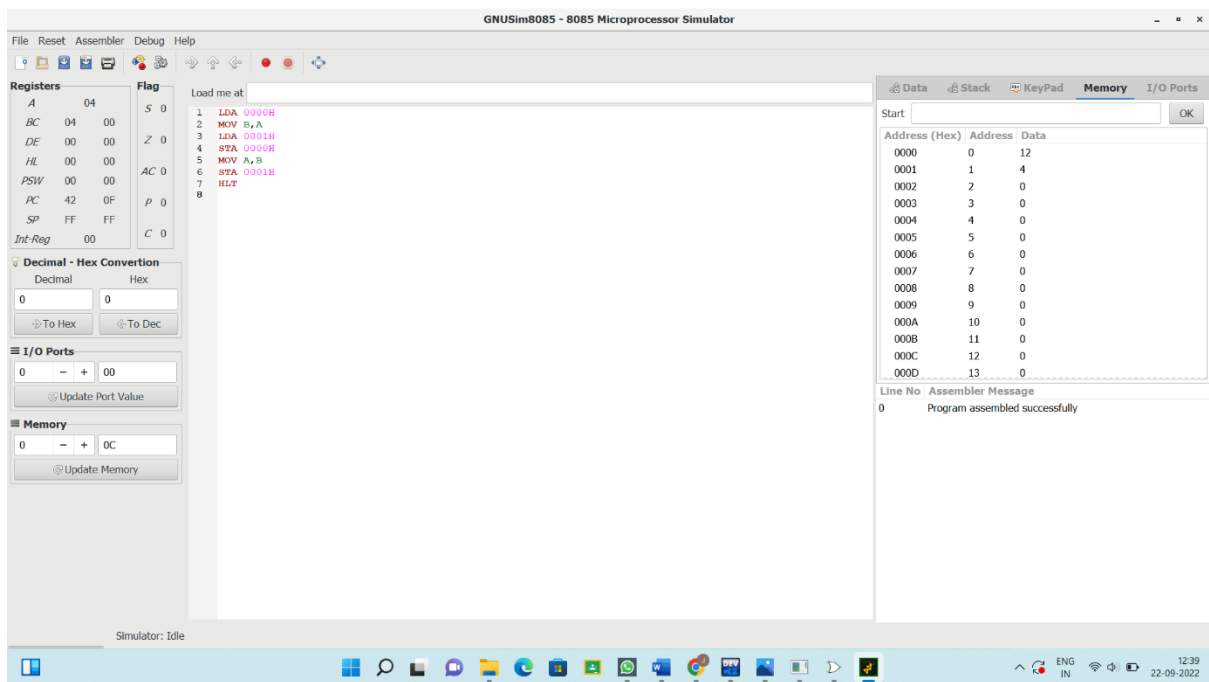 GNUSim8085 - 8085 Microprocessor Simulator
File Reset Assembler Debug Help
Registers
A 04
BC 04 00
DE 00 00
HL 00 00
PSW 00 00
PC 42 0F
SP FF FF
Int-Reg 00
Flag
S 0
Z 0
AC 0
P 0
C 0
Decimal - Hex Convertion
Decimal Hex
0 0
To Hex To Dec
I/O Ports
0 - + 00
Update Port Value
Memory
0 - + 0C
Update Memory
Load me at
1 LDA 0000H
2 MOV B,A
3 LDA 0001H
4 STA 0000H
5 MOV A,B
6 STA 0001H
7 HLT
8
Data Stack KeyPad Memory I/O Ports
Start OK
Address (Hex) Address Data
0000 0 12
0001 1 4
0002 2 0
0003 3 0
0004 4 0
0005 5 0
0006 6 0
0007 7 0
0008 8 0
0009 9 0
000A 10 0
000B 11 0
000C 12 0
000D 13 0
Line No Assembler Message
0 Program assembled successfully
Simulator: Idle
ENG
IN
12:39
22-09-2022